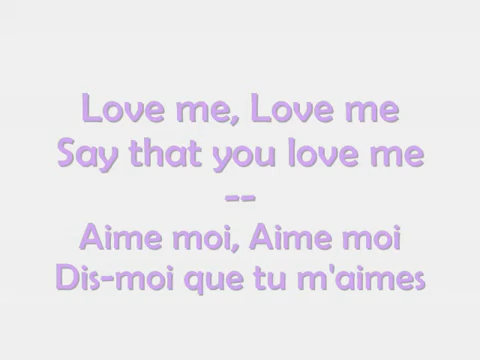 Love me, Love me
Say that you love me
--
Aime moi, Aime moi
Dis-moi que tu m'aimes